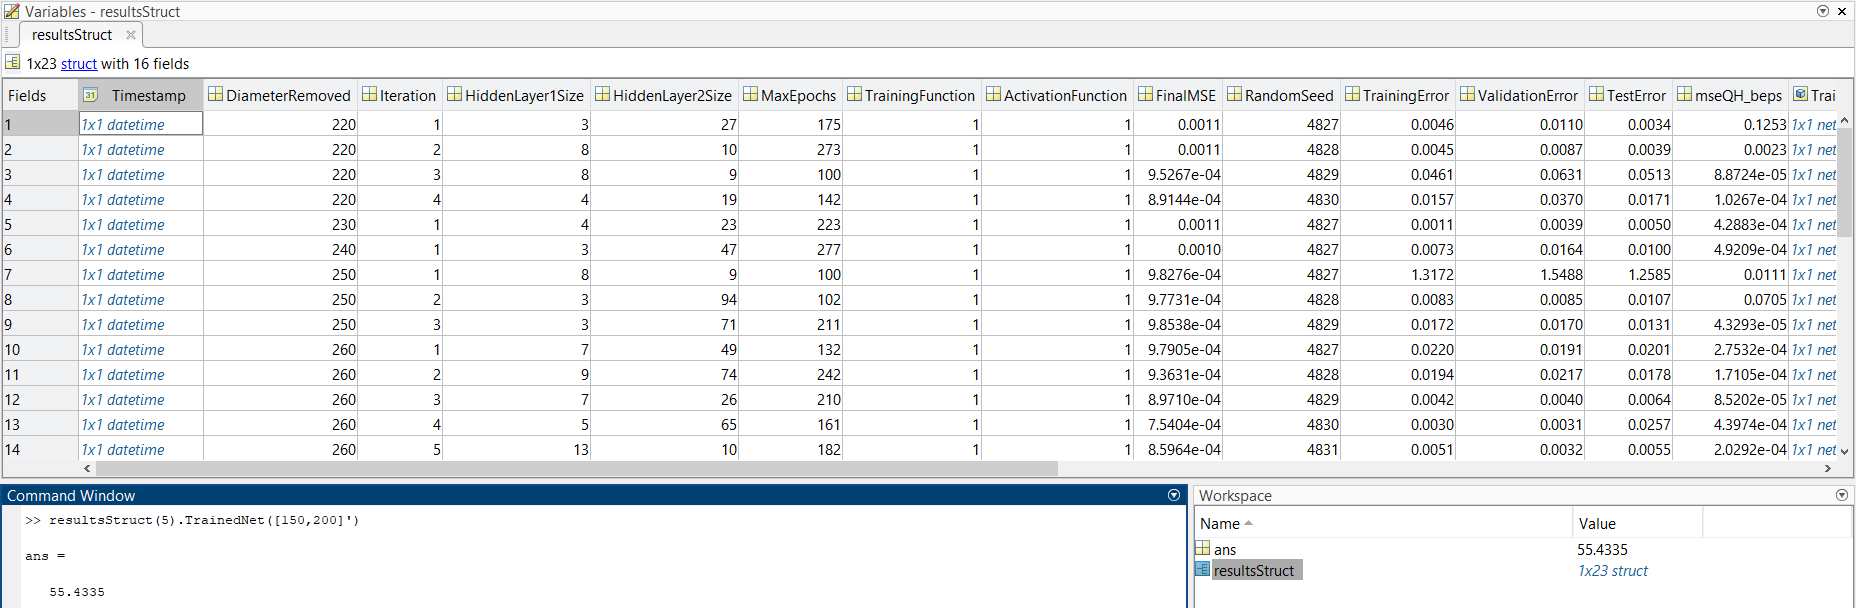 Variables - resultsStruct
resultsStruct
1x23 struct with 16 fields
Fields Timestamp DiameterRemoved Iteration HiddenLayer1Size HiddenLayer2Size MaxEpochs TrainingFunction ActivationFunction FinalMSE RandomSeed TrainingError ValidationError TestError mseQH_beps Trai
1 1x1 datetime 220 1 3 27 175 1 1 0.0011 4827 0.0046 0.0110 0.0034 0.1253 1x1 net
2 1x1 datetime 220 2 8 10 273 1 1 0.0011 4828 0.0045 0.0087 0.0039 0.0023 1x1 net
3 1x1 datetime 220 3 8 9 100 1 1 9.5267e-04 4829 0.0461 0.0631 0.0513 8.8724e-05 1x1 net
4 1x1 datetime 220 4 4 19 142 1 1 8.9144e-04 4830 0.0157 0.0370 0.0171 1.0267e-04 1x1 net
5 1x1 datetime 230 1 4 23 223 1 1 0.0011 4827 0.0011 0.0039 0.0050 4.2883e-04 1x1 net
6 1x1 datetime 240 1 3 47 277 1 1 0.0010 4827 0.0073 0.0164 0.0100 4.9209e-04 1x1 net
7 1x1 datetime 250 1 8 9 100 1 1 9.8276e-04 4827 1.3172 1.5488 1.2585 0.0111 1x1 net
8 1x1 datetime 250 2 3 94 102 1 1 9.7731e-04 4828 0.0083 0.0085 0.0107 0.0705 1x1 net
9 1x1 datetime 250 3 3 71 211 1 1 9.8538e-04 4829 0.0172 0.0170 0.0131 4.3293e-05 1x1 net
10 1x1 datetime 260 1 7 49 132 1 1 9.7905e-04 4827 0.0220 0.0191 0.0201 2.7532e-04 1x1 net
11 1x1 datetime 260 2 9 74 242 1 1 9.3631e-04 4828 0.0194 0.0217 0.0178 1.7105e-04 1x1 net
12 1x1 datetime 260 3 7 26 210 1 1 8.9710e-04 4829 0.0042 0.0040 0.0064 8.5202e-05 1x1 net
13 1x1 datetime 260 4 5 65 161 1 1 7.5404e-04 4830 0.0030 0.0031 0.0257 4.3974e-04 1x1 net
14 1x1 datetime 260 5 13 10 182 1 1 8.5964e-04 4831 0.0051 0.0032 0.0055 2.0292e-04 1x1 net
Command Window
>> resultsStruct(5).TrainedNet([150,200]')
ans =
55.4335
Workspace
Name Value
ans 55.4335
resultsStruct 1x23 struct